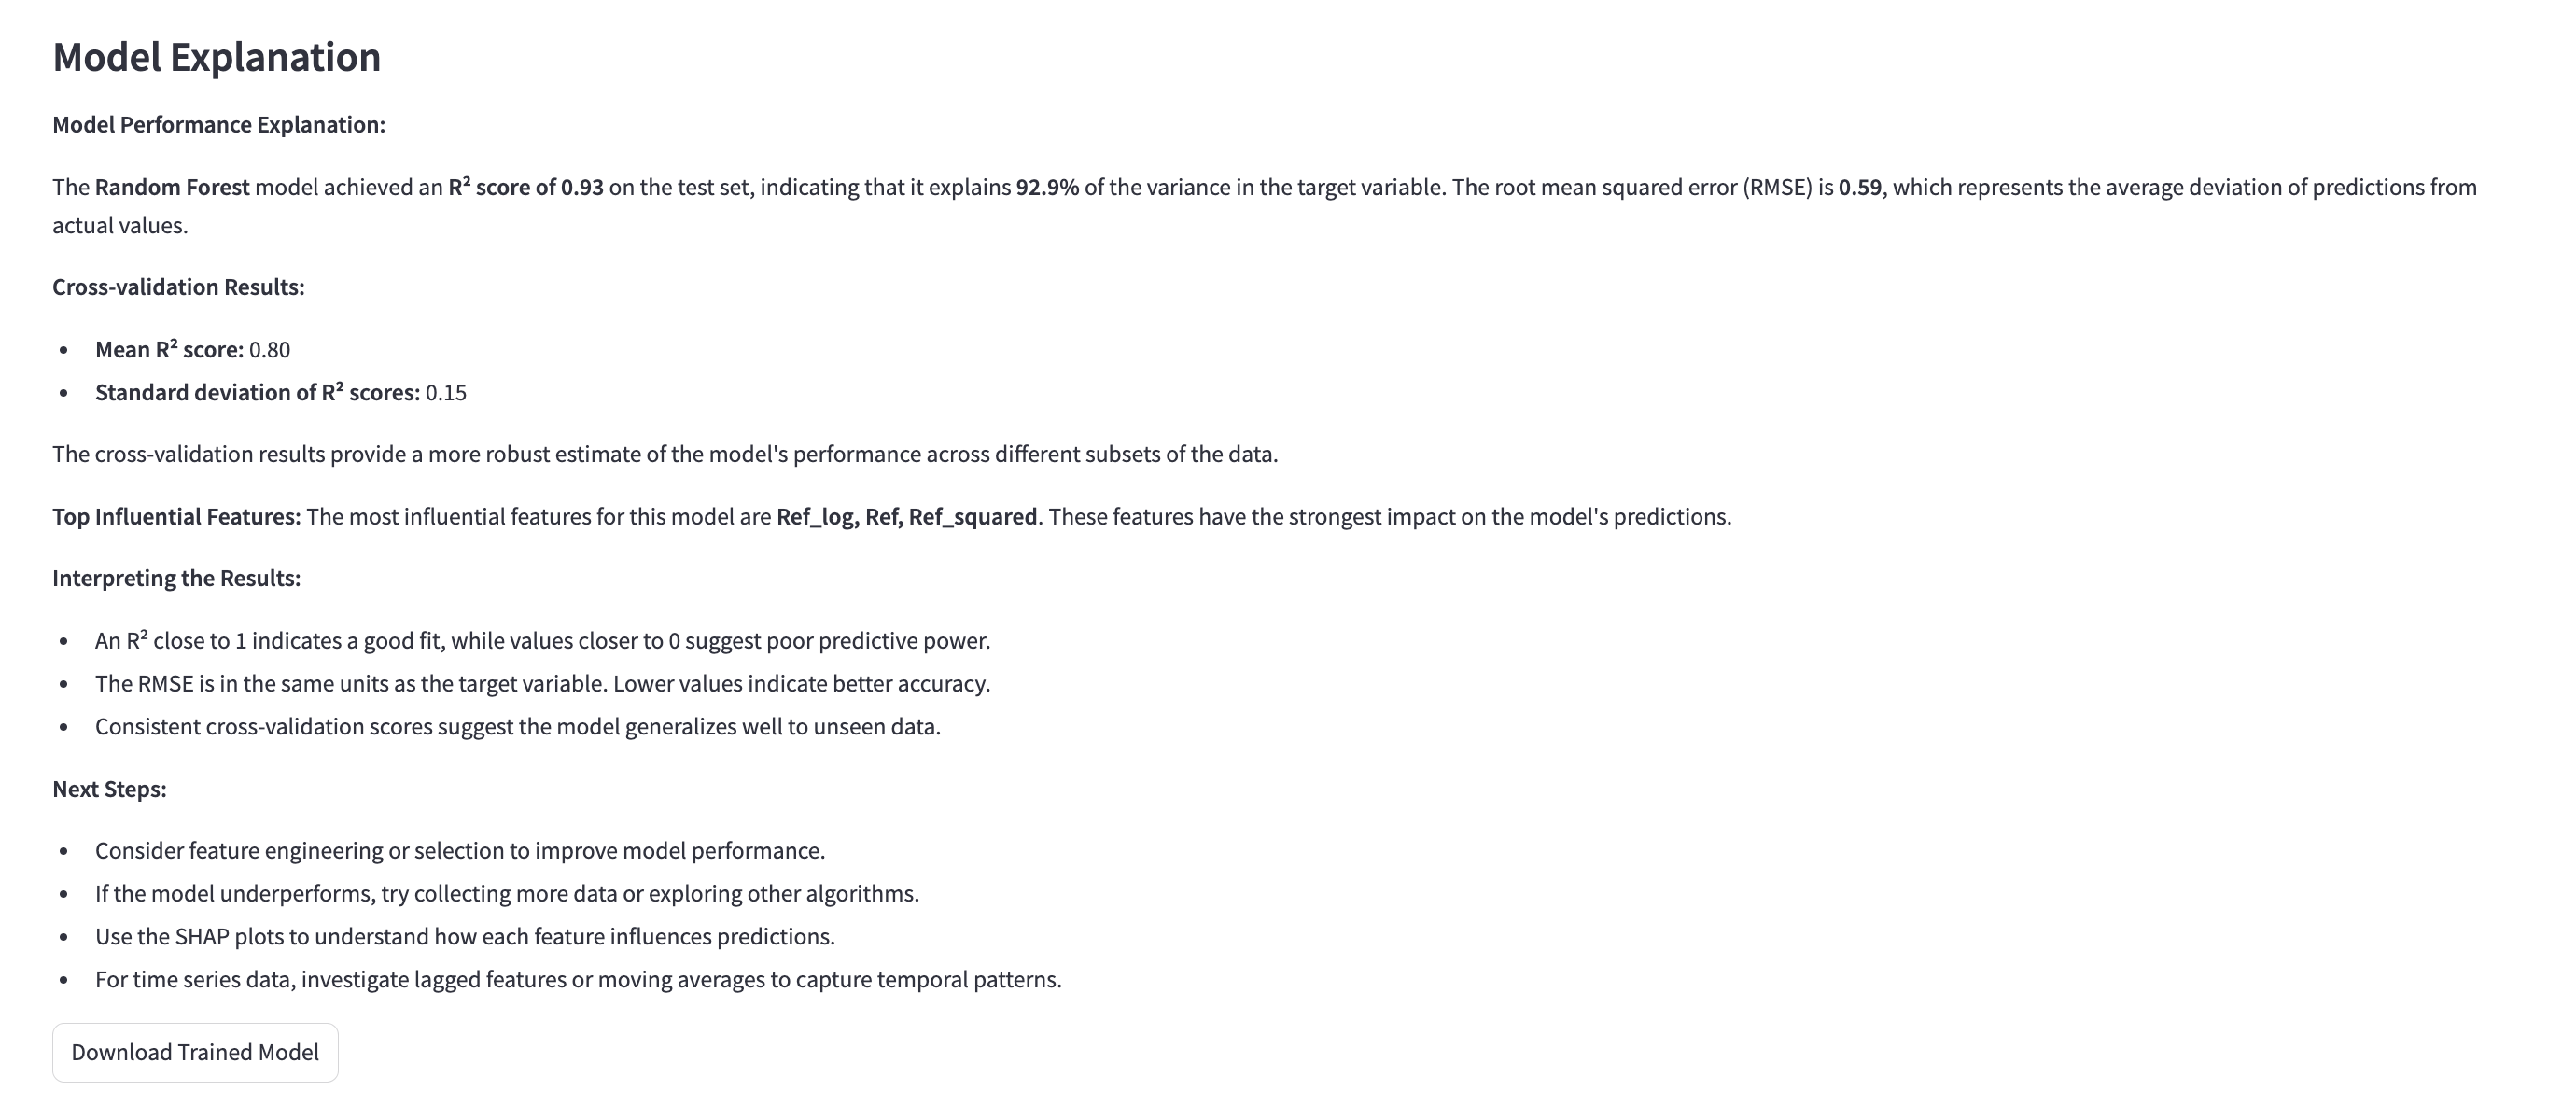 Model Explanation
Model Performance Explanation:
The Random Forest model achieved an R² score of 0.93 on the test set, indicating that it explains 92.9% of the variance in the target variable. The root mean squared error (RMSE) is 0.59, which represents the average deviation of predictions from
actual values.
Cross-validation Results:
• Mean R² score: 0.80
• Standard deviation of R² scores: 0.15
The cross-validation results provide a more robust estimate of the model's performance across different subsets of the data.
Top Influential Features: The most influential features for this model are Ref_log, Ref, Ref_squared. These features have the strongest impact on the model's predictions.
Interpreting the Results:
• An R² close to 1 indicates a good fit, while values closer to 0 suggest poor predictive power.
• The RMSE is in the same units as the target variable. Lower values indicate better accuracy.
• Consistent cross-validation scores suggest the model generalizes well to unseen data.
Next Steps:
• Consider feature engineering or selection to improve model performance.
• If the model underperforms, try collecting more data or exploring other algorithms.
• Use the SHAP plots to understand how each feature influences predictions.
• For time series data, investigate lagged features or moving averages to capture temporal patterns.
Download Trained Model